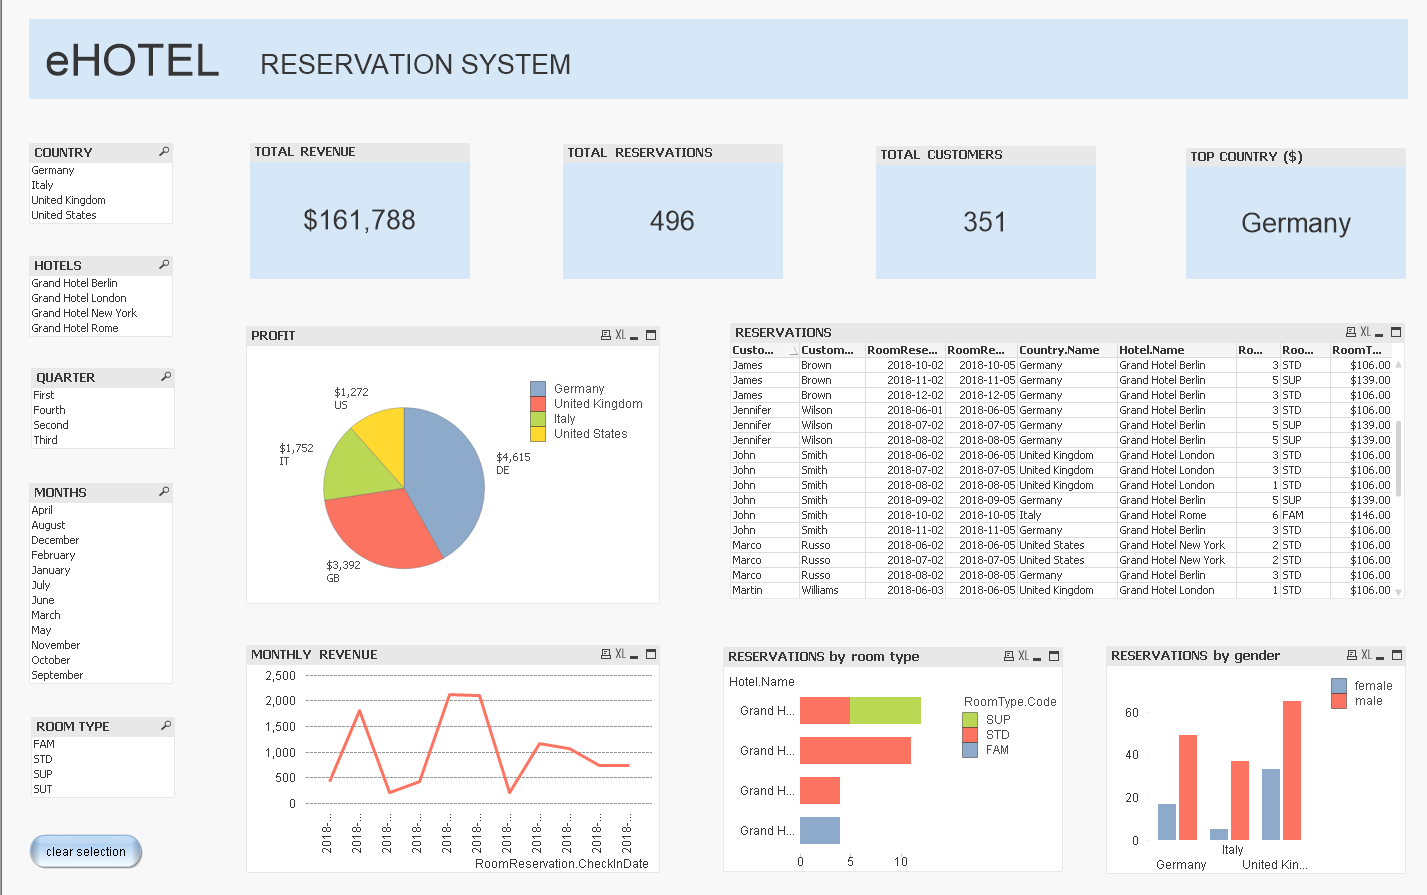 eHOTEL RESERVATION SYSTEM
COUNTRY
Germany
Italy
United Kingdom
United States
HOTELS
Grand Hotel Berlin
Grand Hotel London
Grand Hotel New York
Grand Hotel Rome
QUARTER
First
Fourth
Second
Third
MONTHS
April
August
December
February
January
July
June
March
May
November
October
September
ROOM TYPE
FAM
STD
SUP
SUT
clear selection
TOTAL REVENUE
$161,788
TOTAL RESERVATIONS
496
TOTAL CUSTOMERS
351
TOP COUNTRY ($)
Germany
PROFIT XL
$1,272
US
$1,752
IT
$4,615
DE
$3,392
GB
Germany
United Kingdom
Italy
United States
RESERVATIONS XL
Custo... Custom... RoomRese... RoomRe... Country.Name Hotel.Name Ro... Roo... RoomT...
James Brown 2018-10-02 2018-10-05 Germany Grand Hotel Berlin 3 STD $106.00
James Brown 2018-11-02 2018-11-05 Germany Grand Hotel Berlin 5 SUP $139.00
James Brown 2018-12-02 2018-12-05 Germany Grand Hotel Berlin 3 STD $106.00
Jennifer Wilson 2018-06-01 2018-06-05 Germany Grand Hotel Berlin 3 STD $106.00
Jennifer Wilson 2018-07-02 2018-07-05 Germany Grand Hotel Berlin 5 SUP $139.00
Jennifer Wilson 2018-08-02 2018-08-05 Germany Grand Hotel Berlin 5 SUP $139.00
John Smith 2018-06-02 2018-06-05 United Kingdom Grand Hotel London 3 STD $106.00
John Smith 2018-07-02 2018-07-05 United Kingdom Grand Hotel London 3 STD $106.00
John Smith 2018-08-02 2018-08-05 United Kingdom Grand Hotel London 1 STD $106.00
John Smith 2018-09-02 2018-09-05 Germany Grand Hotel Berlin 5 SUP $139.00
John Smith 2018-10-02 2018-10-05 Italy Grand Hotel Rome 6 FAM $146.00
John Smith 2018-11-02 2018-11-05 Germany Grand Hotel Berlin 3 STD $106.00
Marco Russo 2018-06-02 2018-06-05 United States Grand Hotel New York 2 STD $106.00
Marco Russo 2018-07-02 2018-07-05 United States Grand Hotel New York 2 STD $106.00
Marco Russo 2018-08-02 2018-08-05 Germany Grand Hotel Berlin 3 STD $106.00
Martin Williams 2018-06-03 2018-06-05 United Kingdom Grand Hotel London 1 STD $106.00
MONTHLY REVENUE XL
2,500
2,000
1,500
1,000
500
0
2018-... 2018-... 2018-... 2018-... 2018-... 2018-... 2018-... 2018-... 2018-... 2018-... 2018-...
RoomReservation.CheckInDate
RESERVATIONS by room type XL
Hotel.Name
Grand H...
Grand H...
Grand H...
Grand H...
0 5 10
RoomType.Code
SUP
STD
FAM
RESERVATIONS by gender XL
female
male
60
40
20
0
Italy
Germany United Kin...